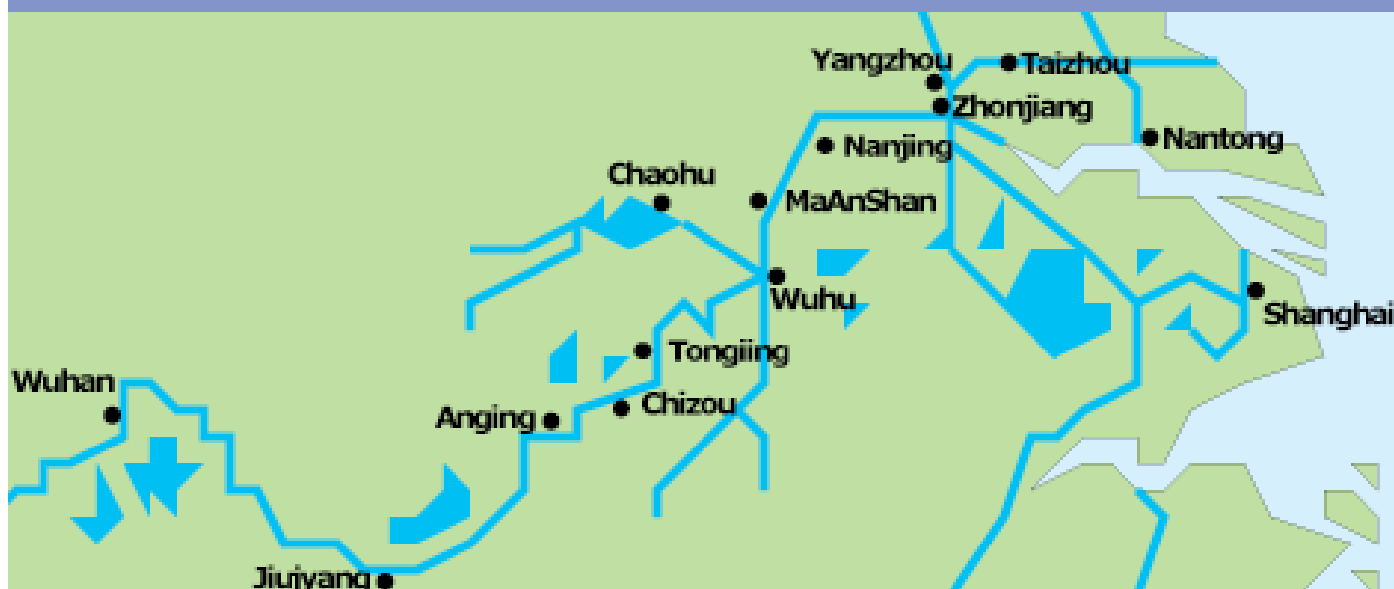 Yangzhou
Taizhou
Zhonjiang
Nantong
Nanjing
Chaohu
MaAnShan
Wuhu
Shanghai
Tongiing
Wuhan
Chizou
Anging
Jiujyang